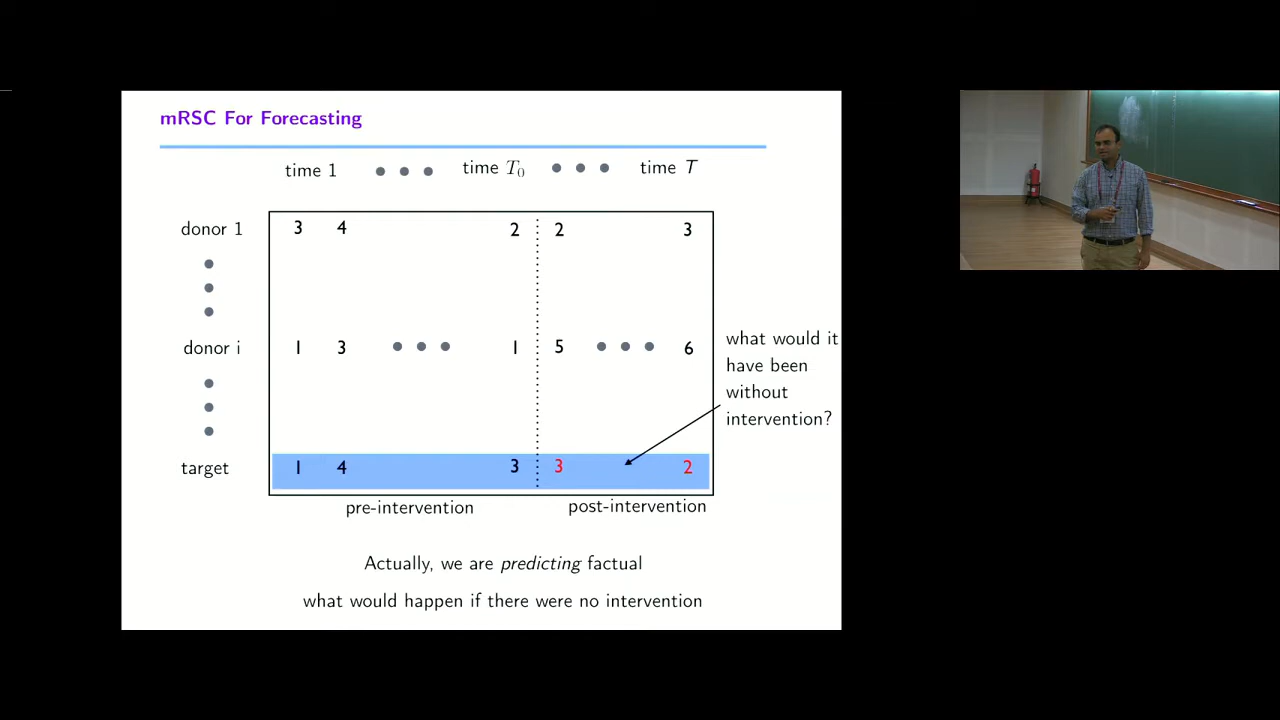 mRSC For Forecasting
time 1 time T₀ time T
donor 1 3 4 2 2 3
donor i 1 3 1 5 6
what would it
have been
without
intervention?
target 1 4 3 3 2
pre-intervention post-intervention
Actually, we are predicting factual
what would happen if there were no intervention